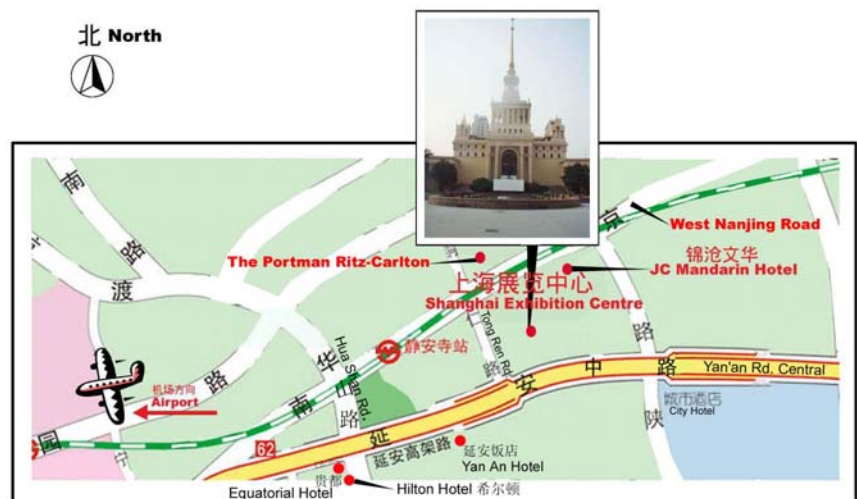 北 North
南
路
渡
路
园
京
West Nanjing Road
The Portman Ritz-Carlton
锦沧文华
JC Mandarin Hotel
上海展览中心
Shanghai Exhibition Centre
静安寺站
Tong Ren Rd.
路
Hua Shan Rd.
华
山
路
南
机场方向
Airport
宁
62
延
安
中
路
Yan'an Rd. Central
路
陕
城市酒店
City Hotel
延安高架路
延安饭店
Yan An Hotel
贵都
Equatorial Hotel
Hilton Hotel 希尔顿